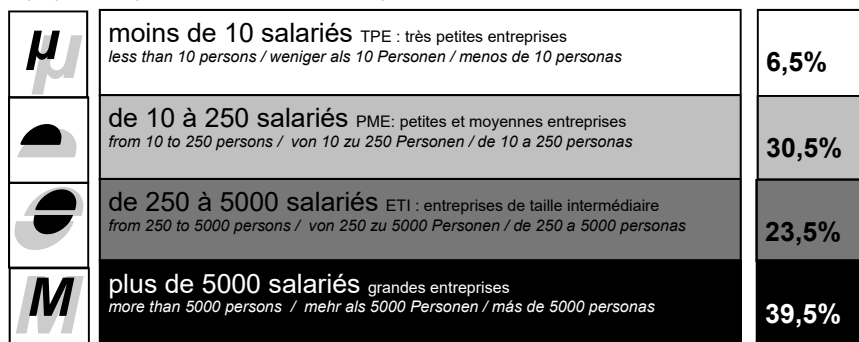 µ
moins de 10 salariés TPE : très petites entreprises
less than 10 persons / weniger als 10 Personen / menos de 10 personas
6,5%
de 10 à 250 salariés PME: petites et moyennes entreprises
from 10 to 250 persons / von 10 zu 250 Personen / de 10 a 250 personas
30,5%
de 250 à 5000 salariés ETI : entreprises de taille intermédiaire
from 250 to 5000 persons / von 250 zu 5000 Personen / de 250 a 5000 personas
23,5%
M
plus de 5000 salariés grandes entreprises
more than 5000 persons / mehr als 5000 Personen / más de 5000 personas
39,5%